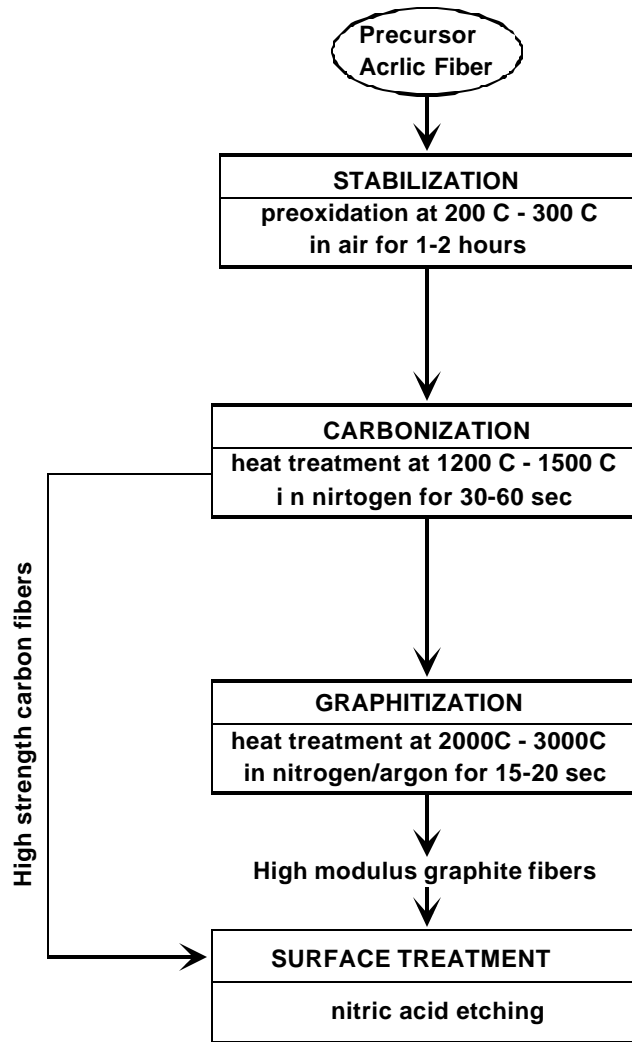 Precursor
Acrlic Fiber
STABILIZATION
preoxidation at 200 C - 300 C
in air for 1-2 hours
CARBONIZATION
heat treatment at 1200 C - 1500 C
i n nirtogen for 30-60 sec
High strength carbon fibers
GRAPHITIZATION
heat treatment at 2000C - 3000C
in nitrogen/argon for 15-20 sec
High modulus graphite fibers
SURFACE TREATMENT
nitric acid etching